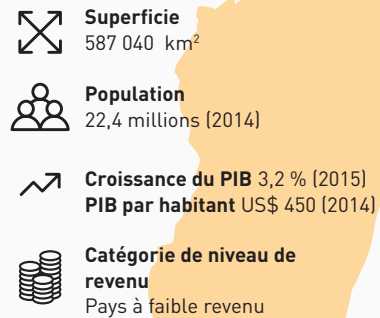 Superficie
587 040 km²
Population
22,4 millions (2014)
Croissance du PIB 3,2 % (2015)
PIB par habitant US$ 450 (2014)
Catégorie de niveau de
revenu
Pays à faible revenu